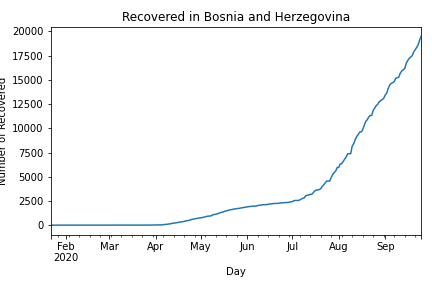 Recovered in Bosnia and Herzegovina
20000
17500
15000
12500
10000
7500
5000
2500
0
Number of Recovered
Feb Mar Apr May Jun Jul Aug Sep
2020
Day